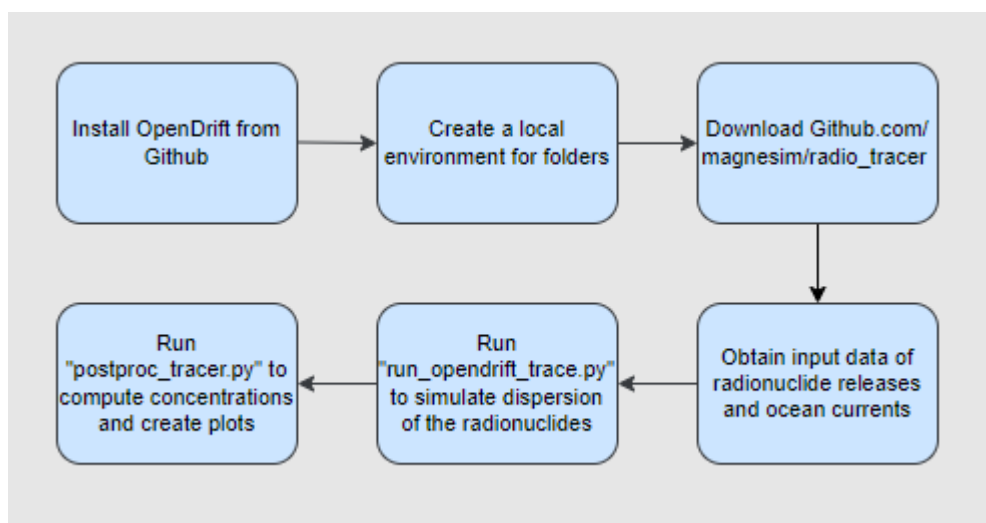 Install OpenDrift from
Github
Create a local
environment for folders
Download Github.com/
magnesim/radio_tracer
Obtain input data of
radionuclide releases
and ocean currents
Run
"run_opendrift_trace.py"
to simulate dispersion
of the radionuclides
Run
"postproc_tracer.py" to
compute concentrations
and create plots